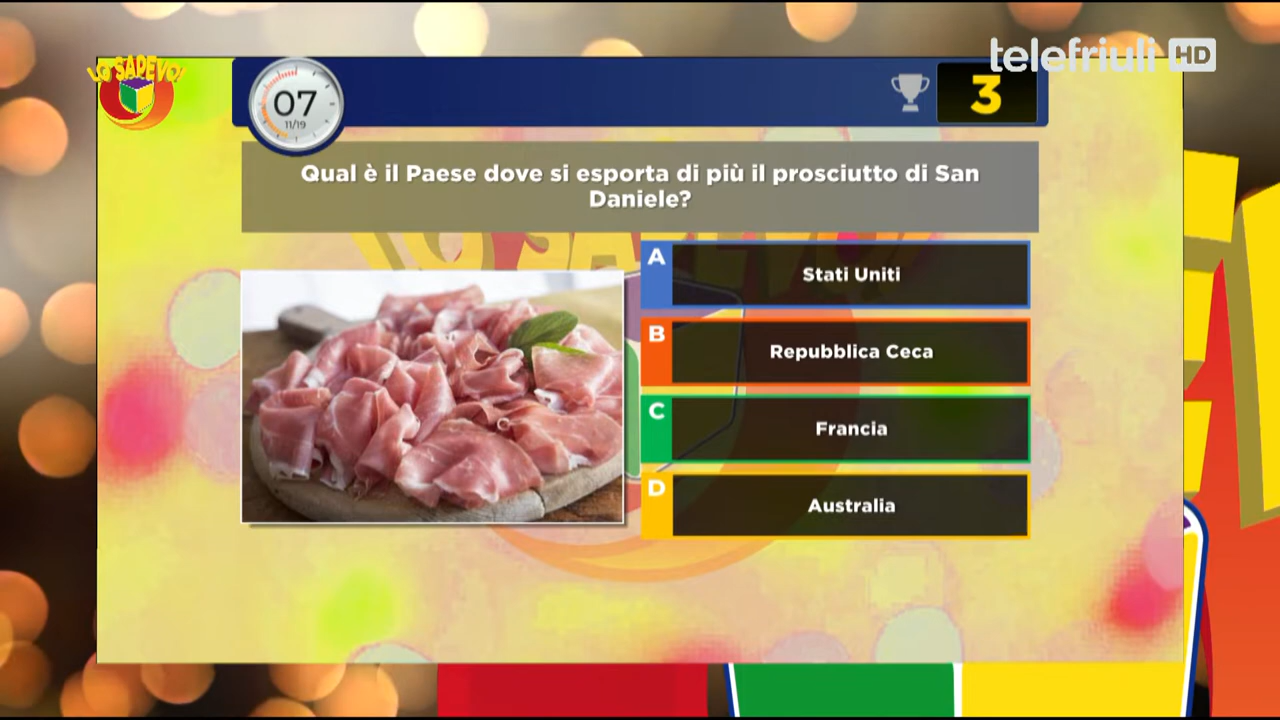 telefriuli HD
LO SAPEVO!
07
11/19
3
Qual è il Paese dove si esporta di più il prosciutto di San
Daniele?
A
Stati Uniti
B
Repubblica Ceca
C
Francia
D
Australia